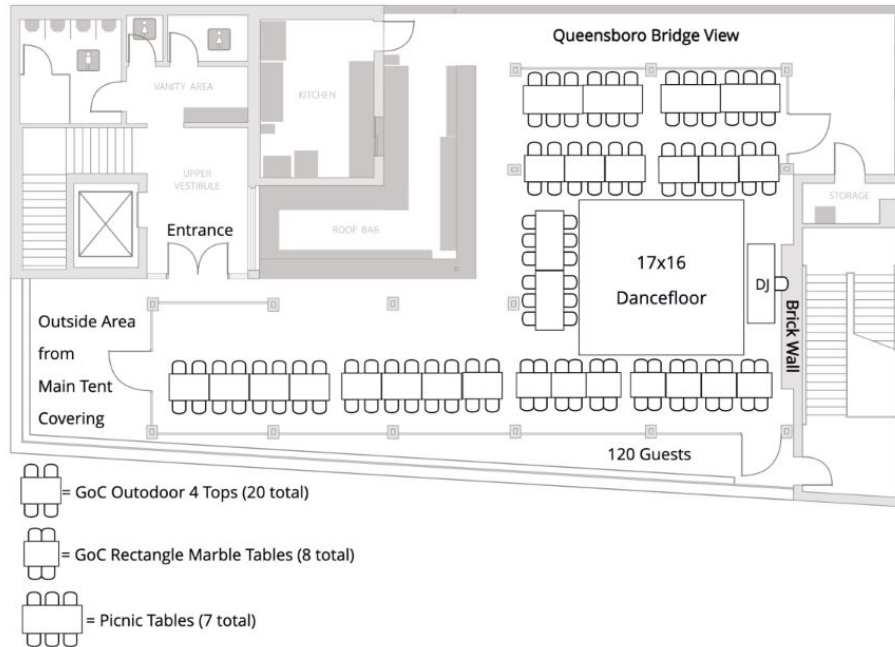 Queensboro Bridge View
KITCHEN
VANITY AREA
UPPER
VESTIBULE
STORAGE
Entrance
ROOF BAR
17x16
Dancefloor
DJ
Brick Wall
Outside Area
from
Main Tent
Covering
120 Guests
= GoC Outodoor 4 Tops (20 total)
= GoC Rectangle Marble Tables (8 total)
= Picnic Tables (7 total)